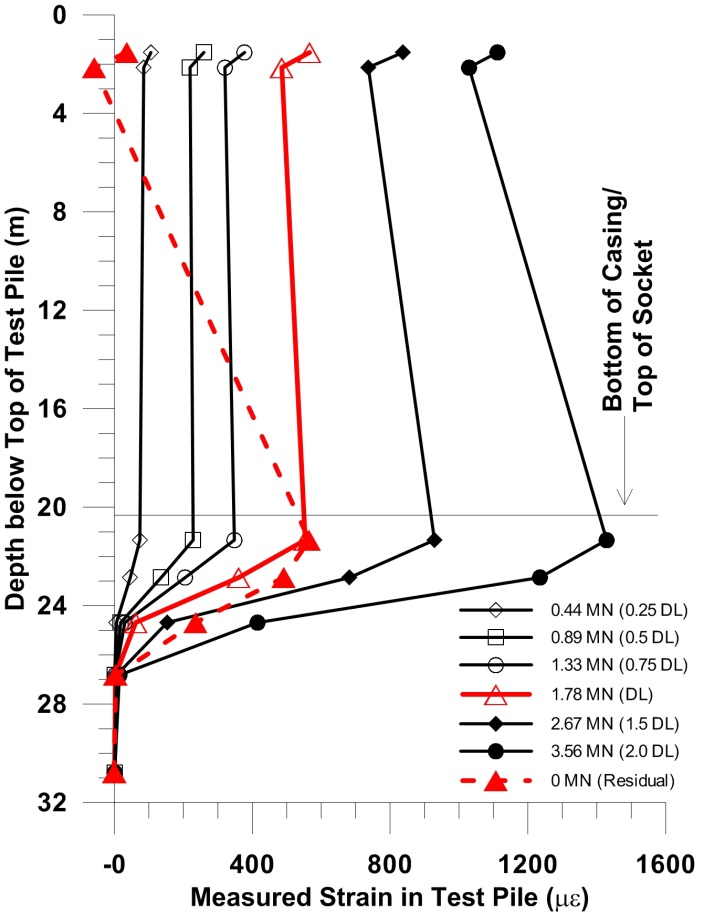 0
4
8
12
16
20
24
28
32
Depth below Top of Test Pile (m)
Bottom of Casing/
Top of Socket
0.44 MN (0.25 DL)
0.89 MN (0.5 DL)
1.33 MN (0.75 DL)
1.78 MN (DL)
2.67 MN (1.5 DL)
3.56 MN (2.0 DL)
0 MN (Residual)
-0 400 800 1200 1600
Measured Strain in Test Pile (με)